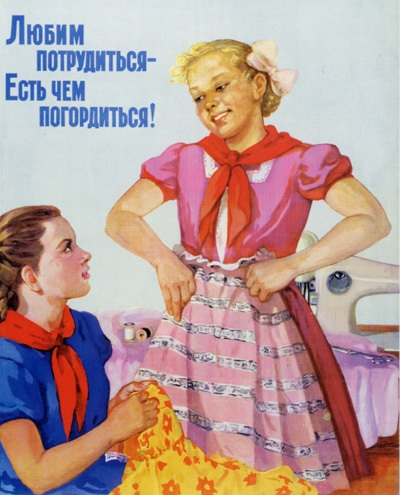 Любим
потрудиться-
Есть чем
погордиться!